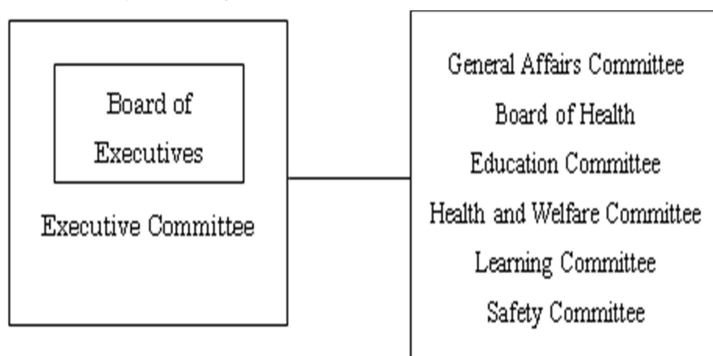 Board of
Executives
Executive Committee
General Affairs Committee
Board of Health
Education Committee
Health and Welfare Committee
Learning Committee
Safety Committee